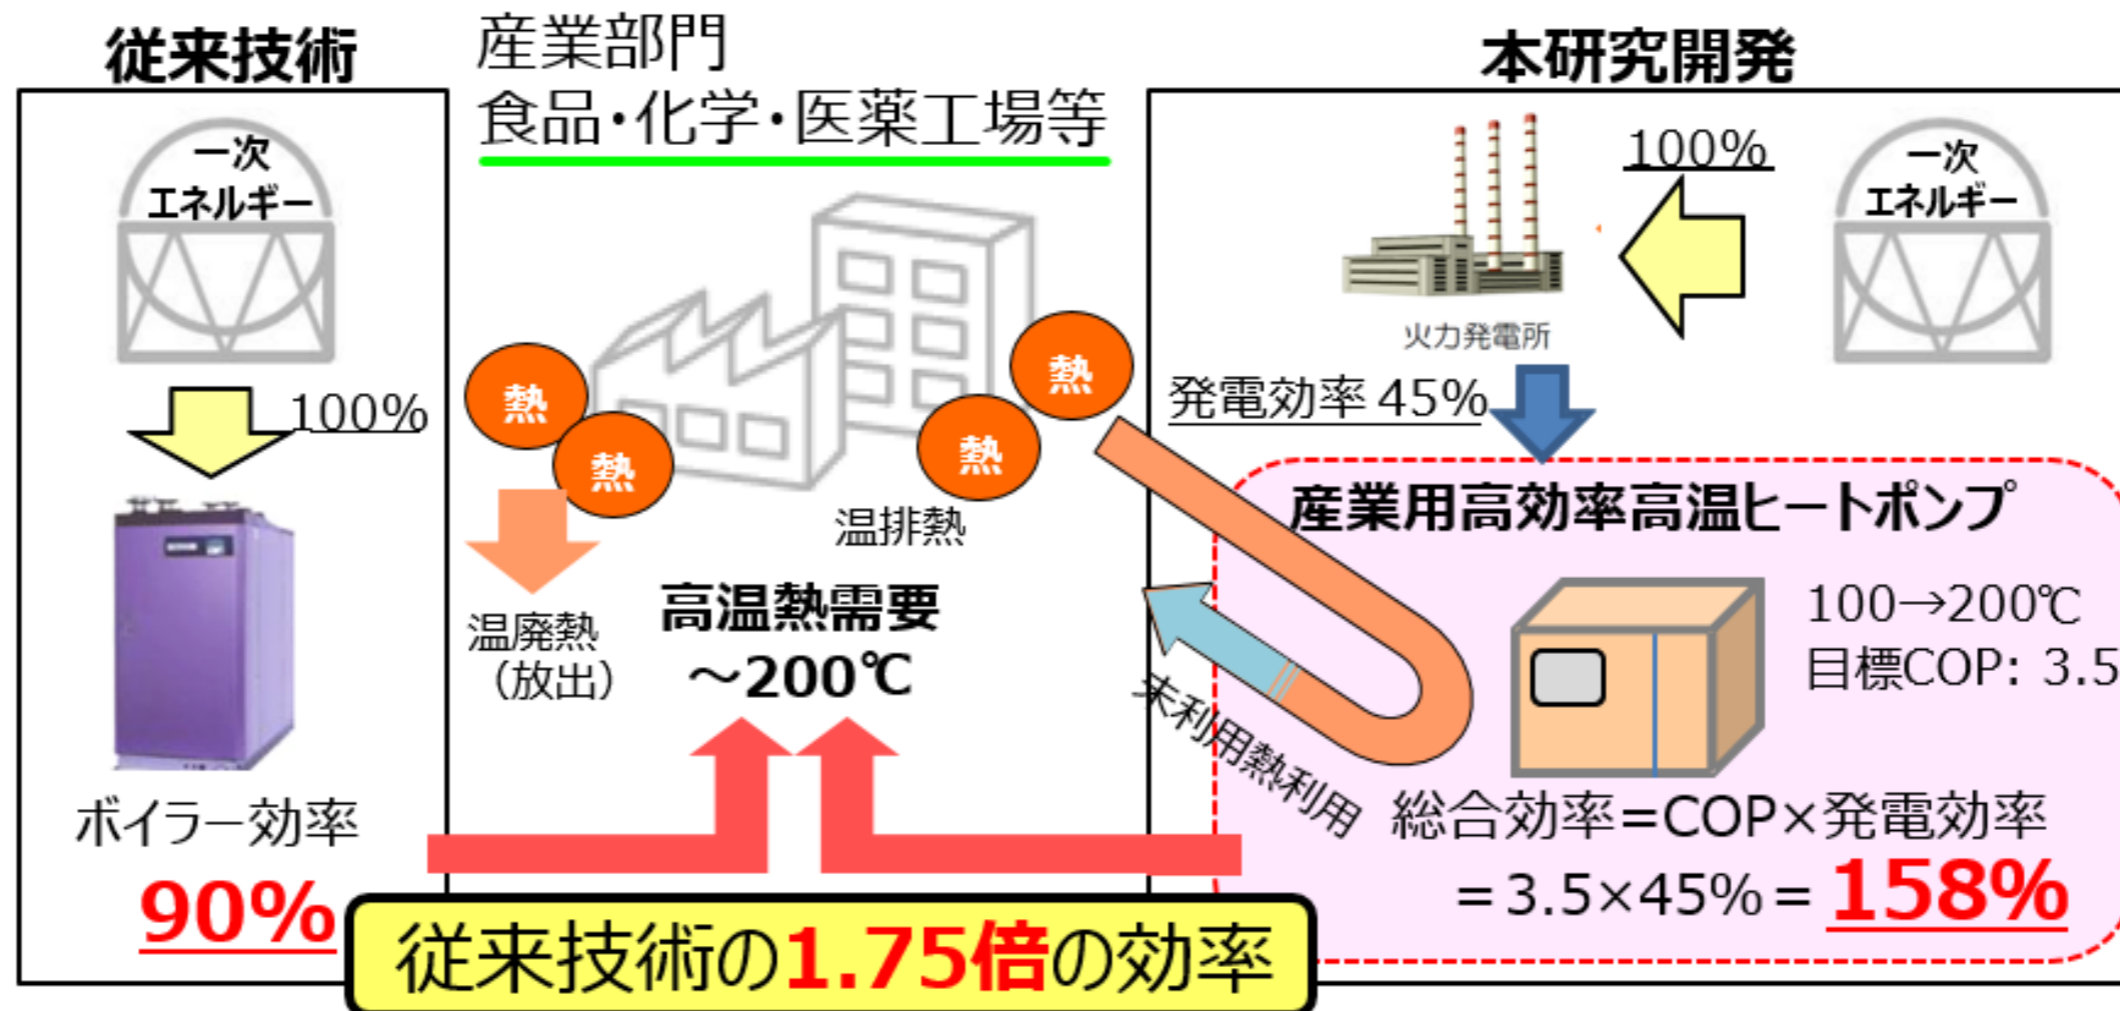 従来技術
一次
エネルギー
100%
ボイラー効率
90%
産業部門
食品・化学・医薬工場等
熱
熱
熱
熱
温廃熱
（放出）
温排熱
高温熱需要
～200℃
本研究開発
一次
エネルギー
100%
火力発電所
発電効率 45%
産業用高効率高温ヒートポンプ
100→200℃
目標COP: 3.5
未利用熱利用
総合効率=COP×発電効率
=3.5×45%= 158%
従来技術の1.75倍の効率